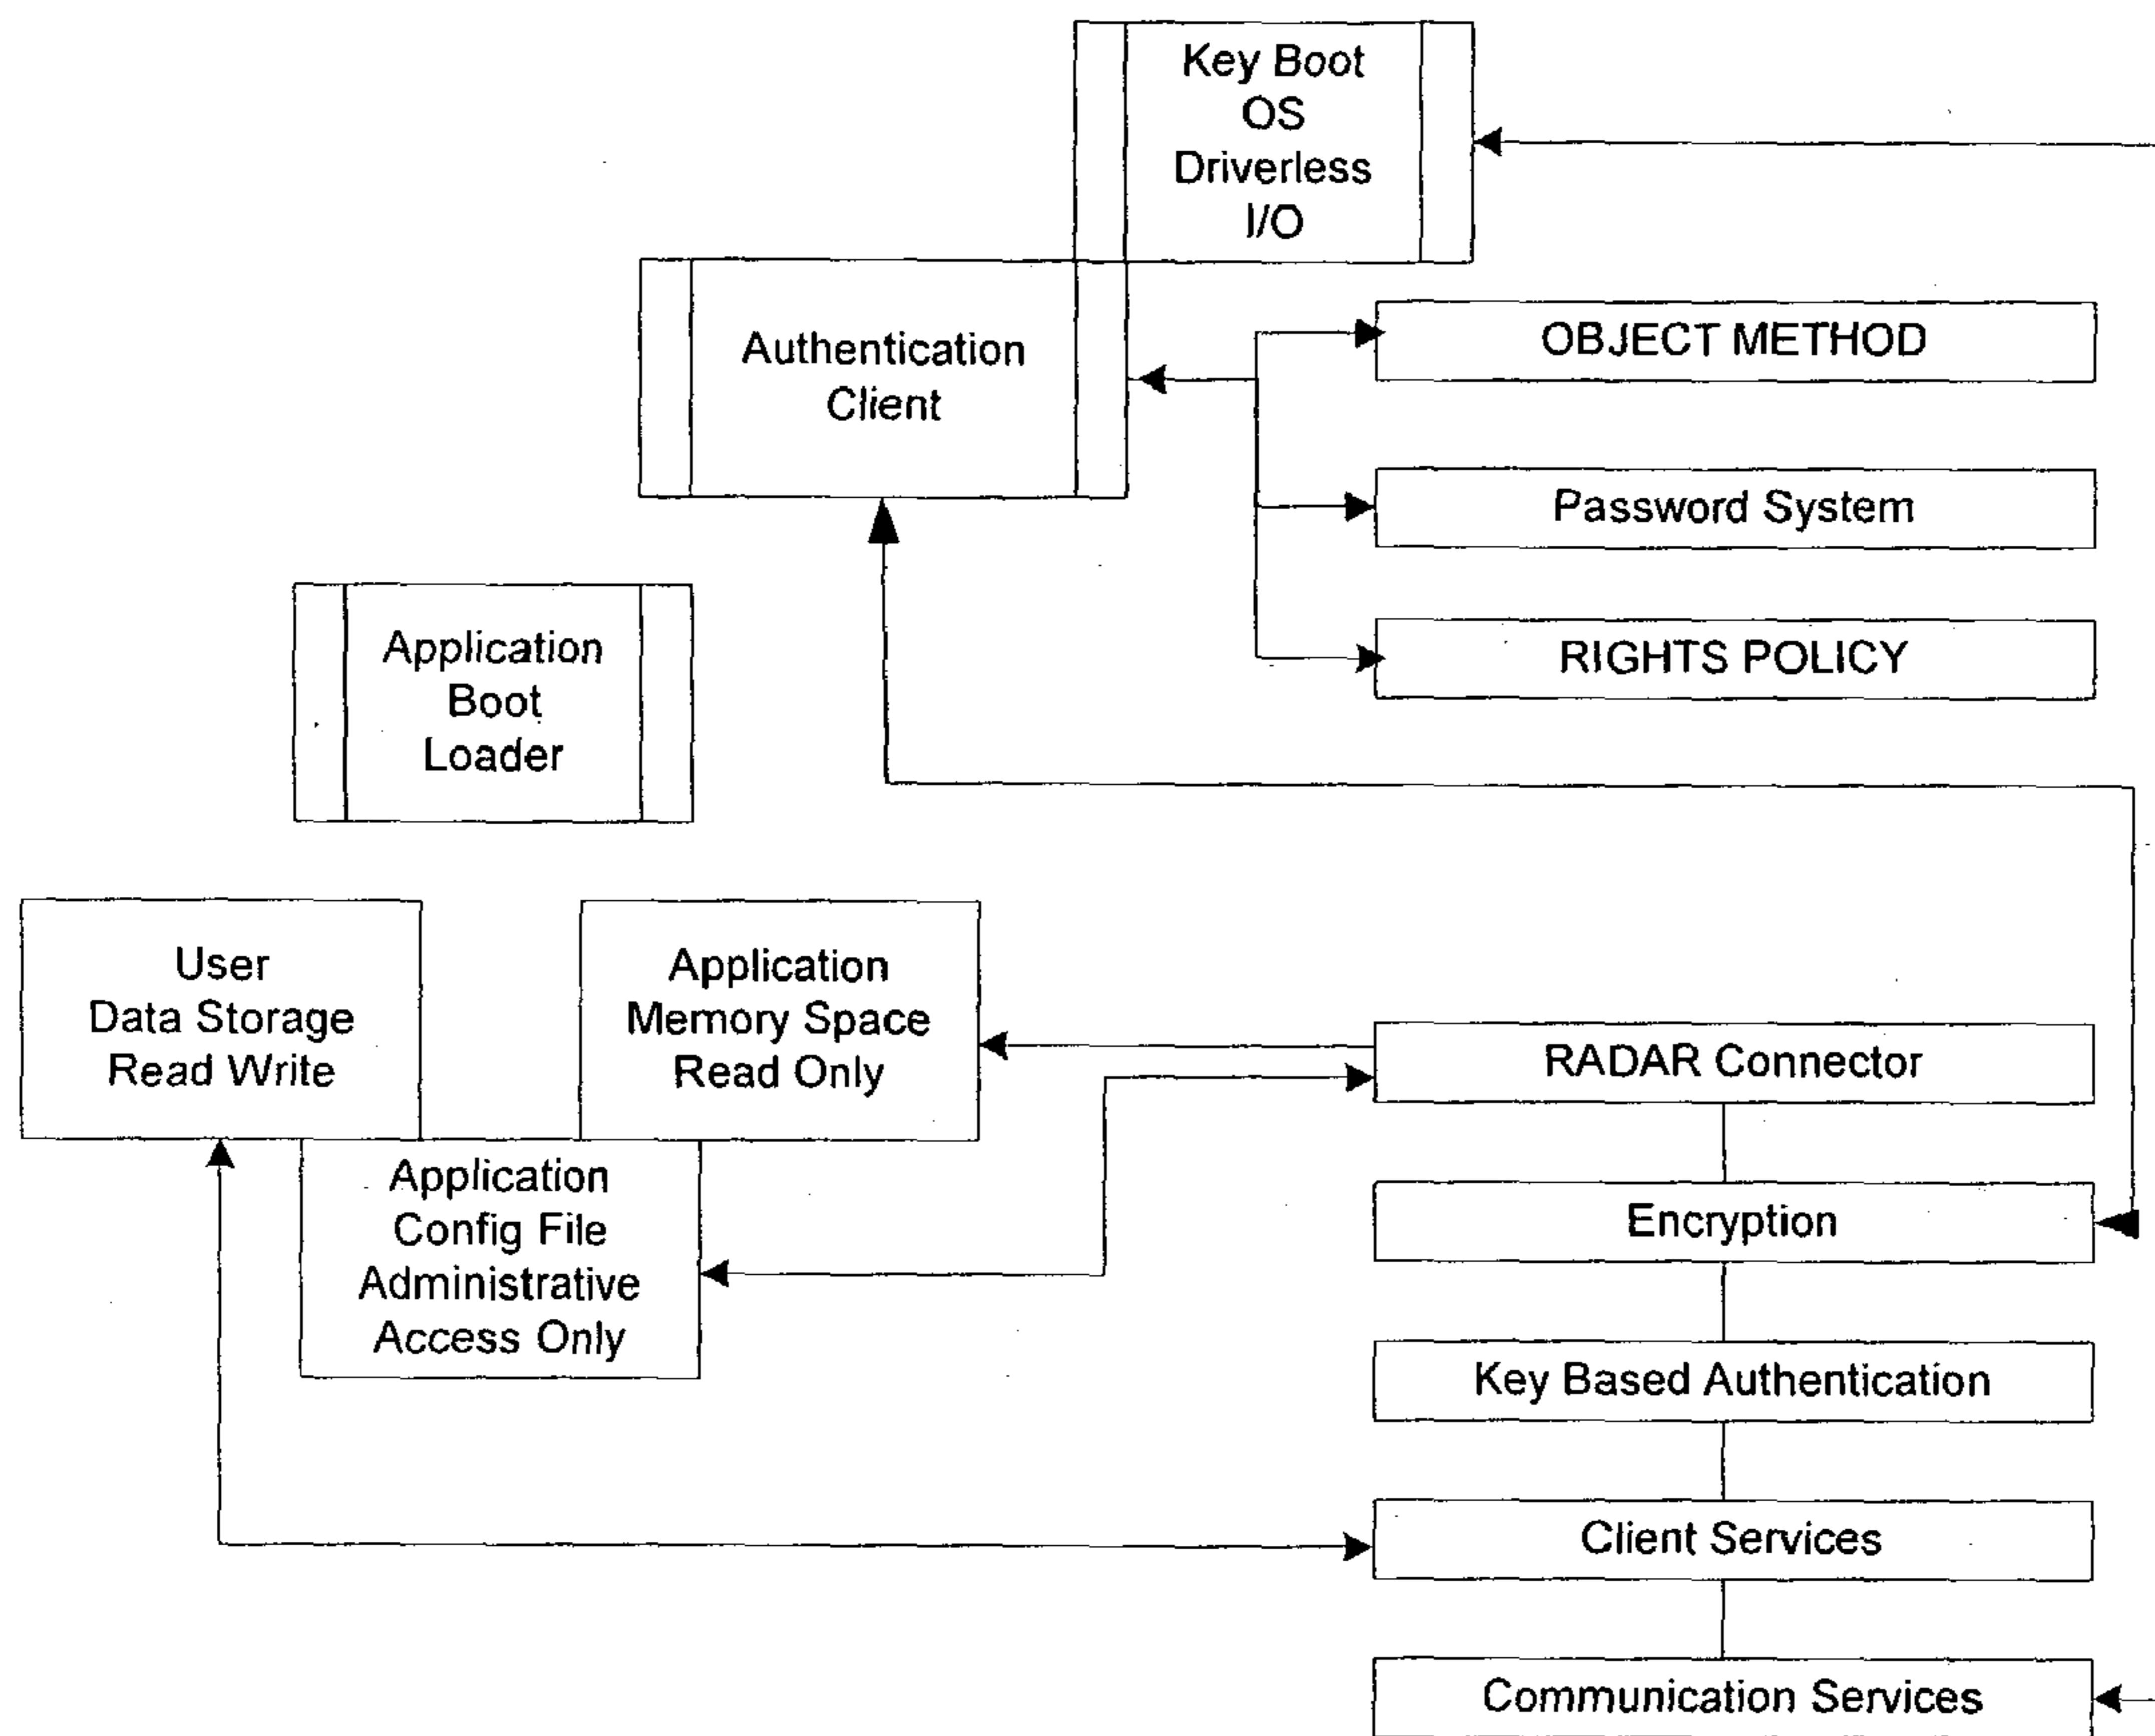 Key Boot
OS
Driverless
I/O
Authentication
Client
OBJECT METHOD
Password System
RIGHTS POLICY
Application
Boot
Loader
User
Data Storage
Read Write
Application
Memory Space
Read Only
Application
Config File
Administrative
Access Only
RADAR Connector
Encryption
Key Based Authentication
Client Services
Communication Services